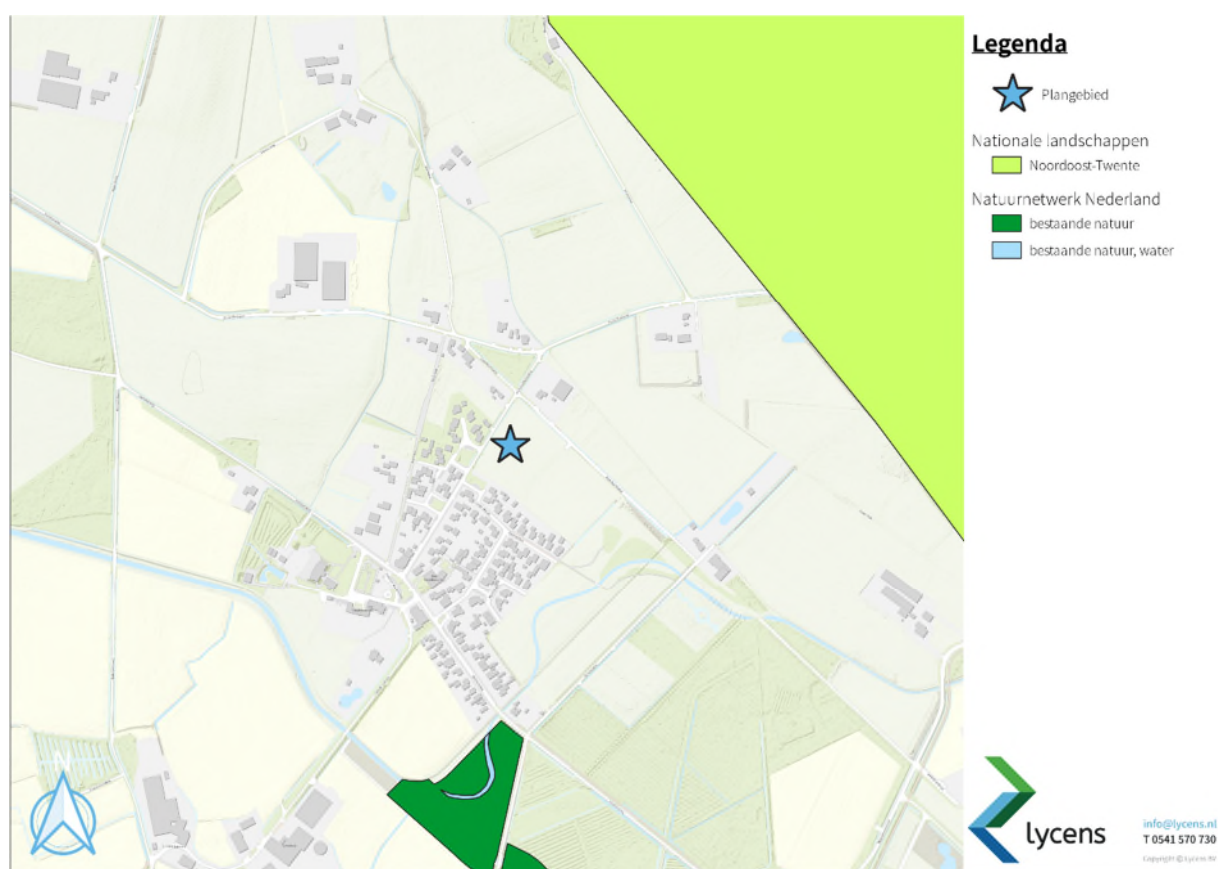 Legenda
Plangebied
Nationale landschappen
Noordoost-Twente
Natuurnetwerk Nederland
bestaande natuur
bestaande natuur, water
N
lycens
info@lycens.nl
T 0541 570 730
Copyright © Lycens BV